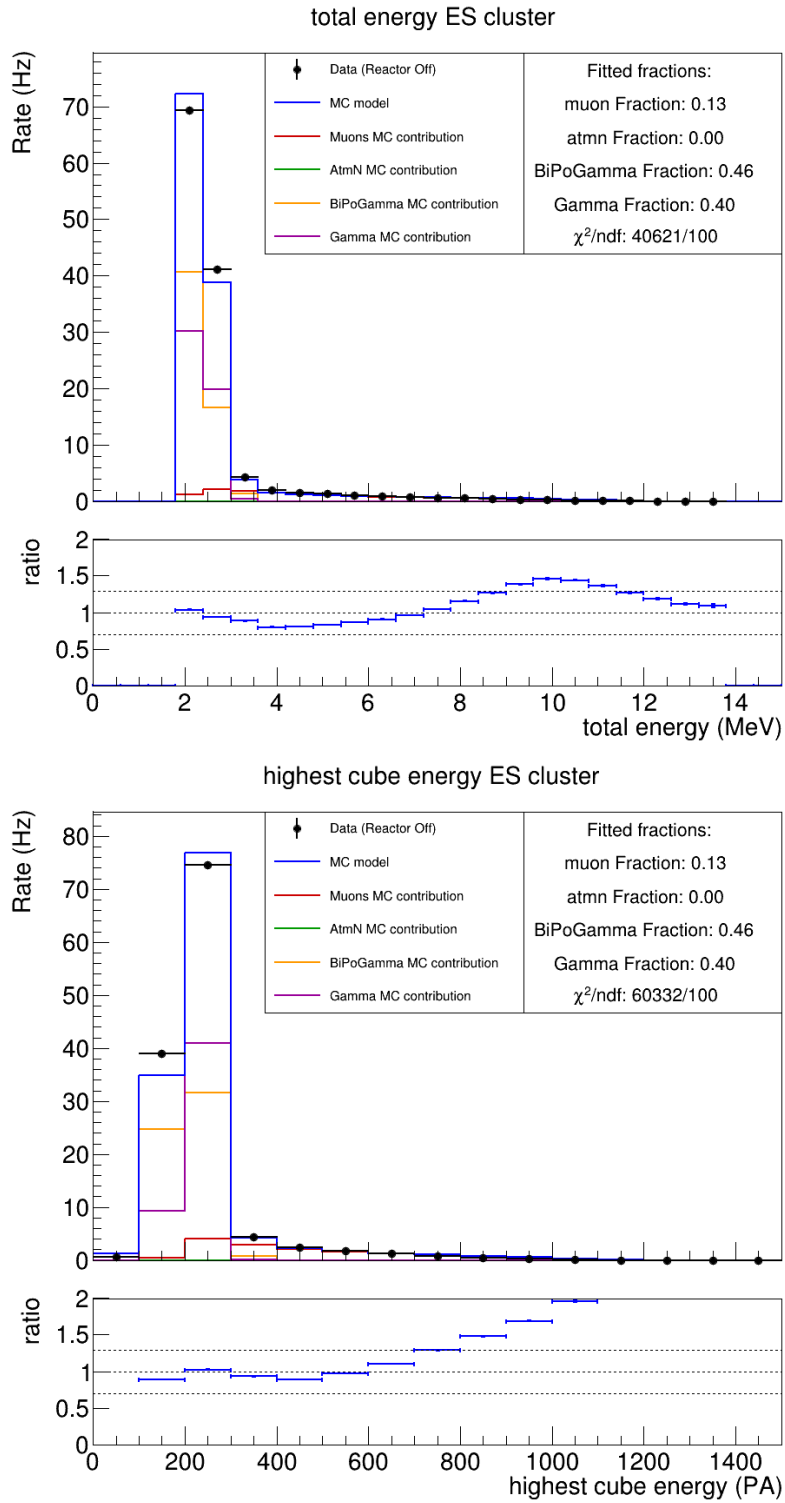 total energy ES cluster
Rate (Hz)
70
60
50
40
30
20
10
0
Data (Reactor Off)
MC model
Muons MC contribution
AtmN MC contribution
BiPoGamma MC contribution
Gamma MC contribution
Fitted fractions:
muon Fraction: 0.13
atmn Fraction: 0.00
BiPoGamma Fraction: 0.46
Gamma Fraction: 0.40
χ²/ndf: 40621/100
ratio
2
1.5
1
0.5
0
0 2 4 6 8 10 12 14
total energy (MeV)
highest cube energy ES cluster
Rate (Hz)
80
70
60
50
40
30
20
10
0
Data (Reactor Off)
MC model
Muons MC contribution
AtmN MC contribution
BiPoGamma MC contribution
Gamma MC contribution
Fitted fractions:
muon Fraction: 0.13
atmn Fraction: 0.00
BiPoGamma Fraction: 0.46
Gamma Fraction: 0.40
χ²/ndf: 60332/100
ratio
2
1.5
1
0.5
0
0 200 400 600 800 1000 1200 1400
highest cube energy (PA)